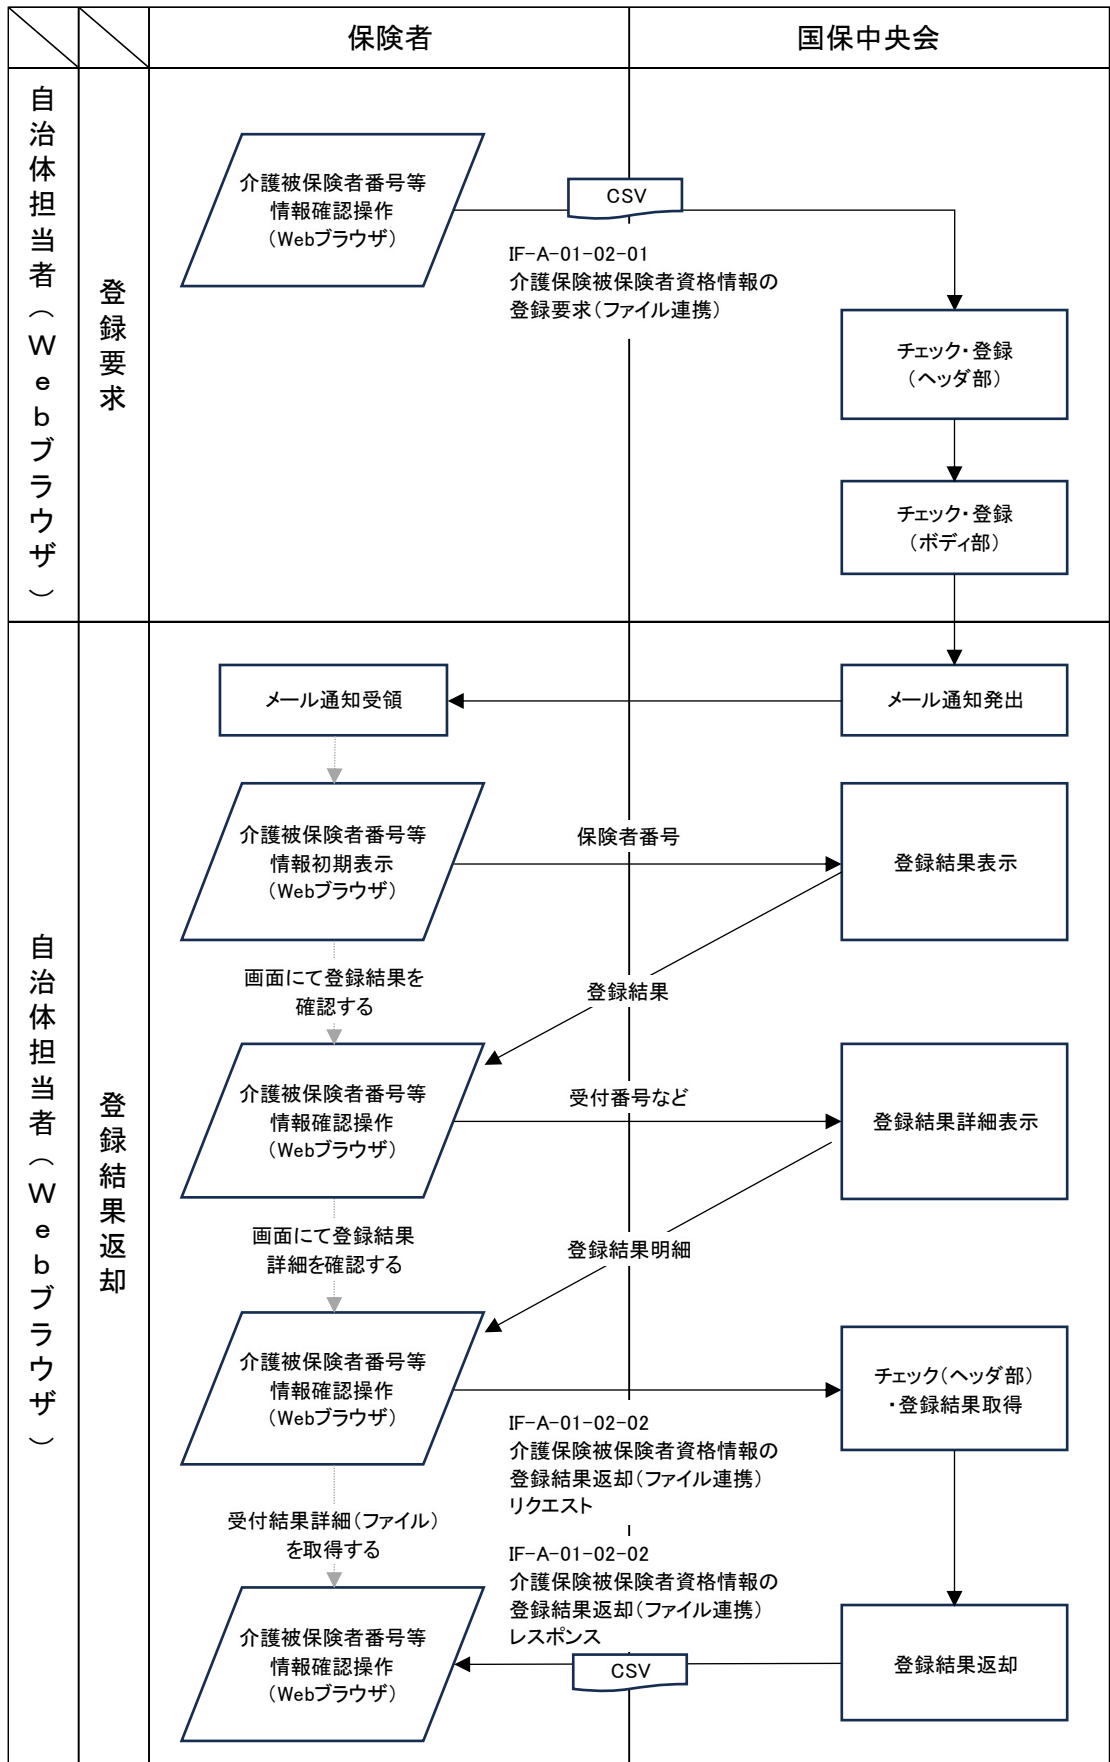 保険者
国保中央会
自治体担当者（Webブラウザ）
登録要求
介護被保険者番号等
情報確認操作
（Webブラウザ）
CSV
IF-A-01-02-01
介護保険被保険者資格情報の
登録要求（ファイル連携）
チェック・登録
（ヘッダ部）
チェック・登録
（ボディ部）
自治体担当者（Webブラウザ）
登録結果返却
メール通知受領
メール通知発出
介護被保険者番号等
情報初期表示
（Webブラウザ）
保険者番号
登録結果表示
画面にて登録結果を
確認する
登録結果
介護被保険者番号等
情報確認操作
（Webブラウザ）
受付番号など
登録結果詳細表示
画面にて登録結果
詳細を確認する
登録結果明細
介護被保険者番号等
情報確認操作
（Webブラウザ）
チェック（ヘッダ部）
・登録結果取得
IF-A-01-02-02
介護保険被保険者資格情報の
登録結果返却（ファイル連携）
リクエスト
受付結果詳細（ファイル）
を取得する
IF-A-01-02-02
介護保険被保険者資格情報の
登録結果返却（ファイル連携）
レスポンス
介護被保険者番号等
情報確認操作
（Webブラウザ）
CSV
登録結果返却